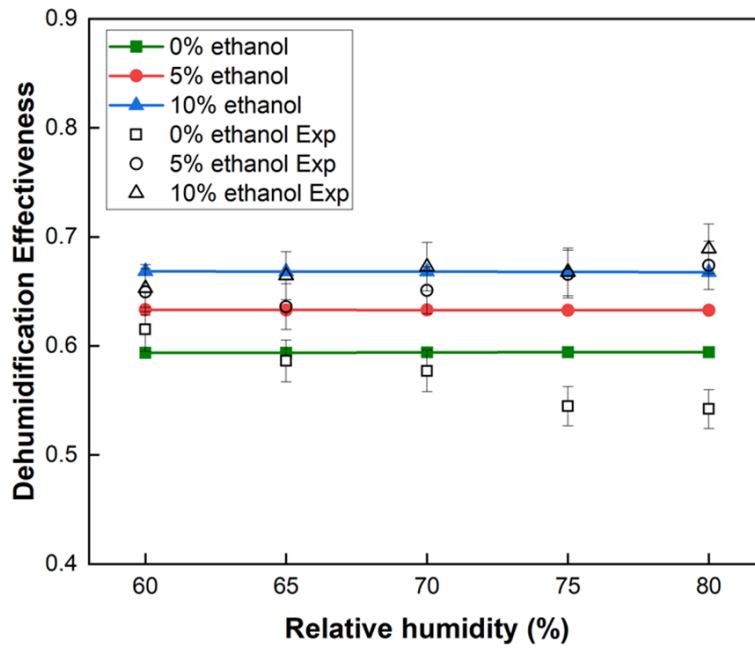 0.9
0.8
0.7
0.6
0.5
0.4
Dehumidification Effectiveness
0% ethanol
5% ethanol
10% ethanol
0% ethanol Exp
5% ethanol Exp
10% ethanol Exp
60 65 70 75 80
Relative humidity (%)